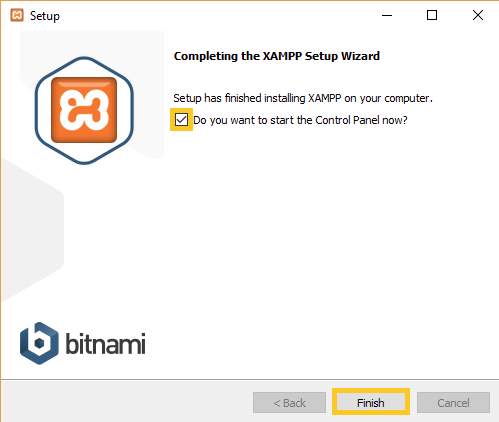 Setup
Completing the XAMPP Setup Wizard
Setup has finished installing XAMPP on your computer.
Do you want to start the Control Panel now?
bitnami
< Back
Finish
Cancel